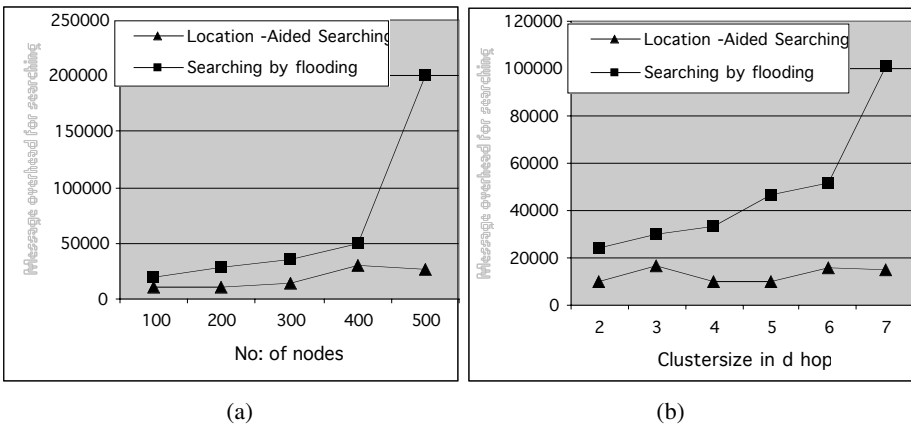 250000
200000
150000
100000
50000
0
Message overhead for searching
Location -Aided Searching
Searching by flooding
100 200 300 400 500
No: of nodes
(a)
120000
100000
80000
60000
40000
20000
0
Message overhead for searching
Location -Aided Searching
Searching by flooding
2 3 4 5 6 7
Clustersize in d hop
(b)